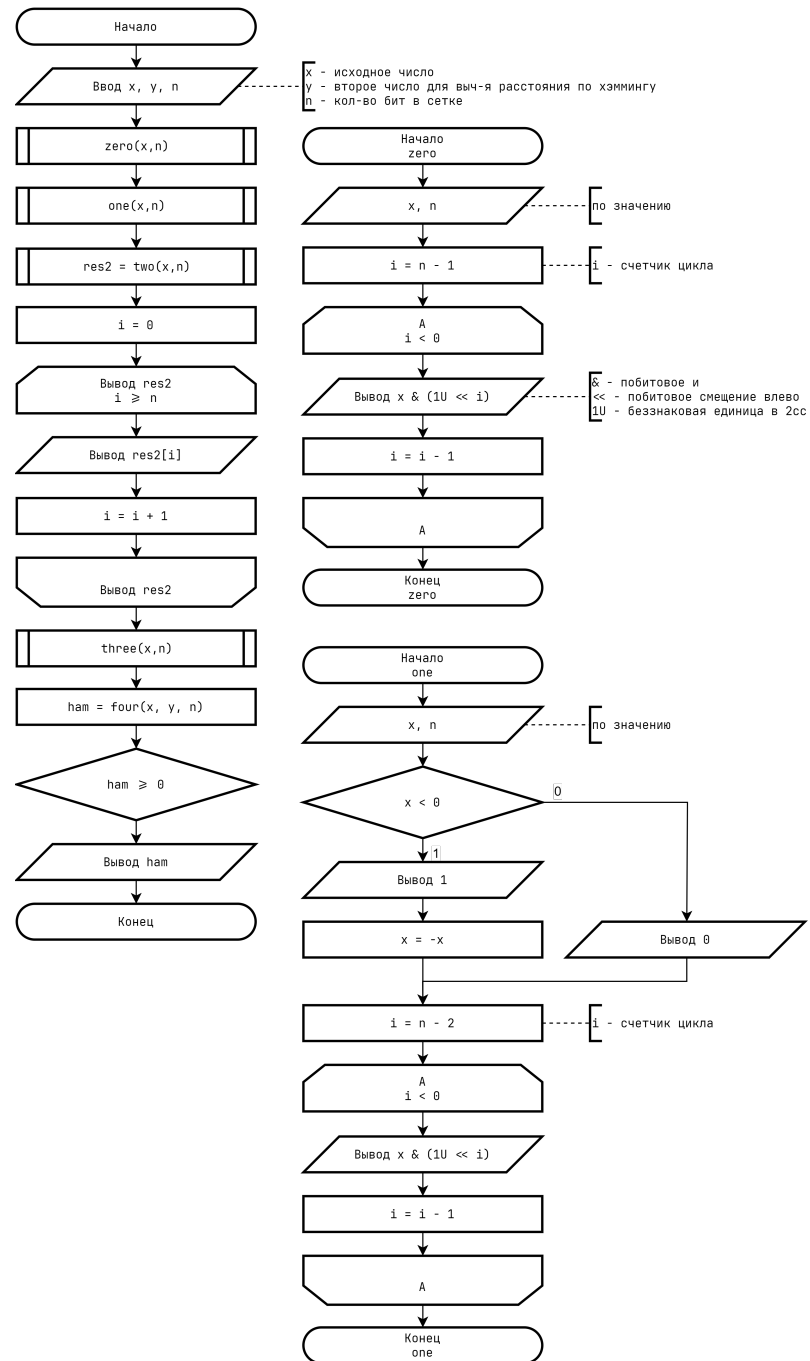 Начало
Ввод x, y, n
x - исходное число
y - второе число для выч-я расстояния по хэммингу
n - кол-во бит в сетке
zero(x,n)
one(x,n)
res2 = two(x,n)
i = 0
Вывод res2
i ⩾ n
Вывод res2[i]
i = i + 1
Вывод res2
three(x,n)
ham = four(x, y, n)
ham ⩾ 0
Вывод ham
Конец
Начало
zero
x, n
по значению
i = n - 1
i - счетчик цикла
A
i < 0
Вывод x & (1U << i)
& - побитовое и
<< - побитовое смещение влево
1U - беззнаковая единица в 2сс
i = i - 1
A
Конец
zero
Начало
one
x, n
по значению
x < 0
0
1
Вывод 1
x = -x
Вывод 0
i = n - 2
i - счетчик цикла
A
i < 0
Вывод x & (1U << i)
i = i - 1
A
Конец
one